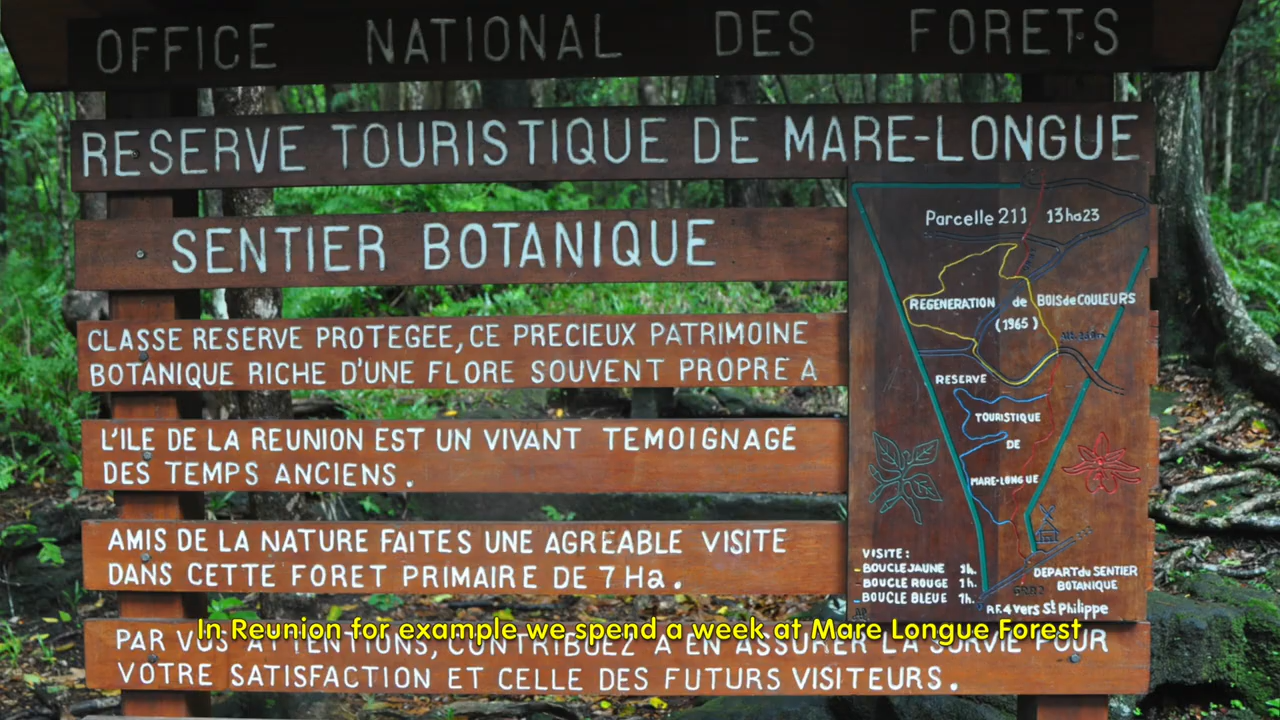 OFFICE NATIONAL DES FORETS
RESERVE TOURISTIQUE DE MARE-LONGUE
SENTIER BOTANIQUE
CLASSE RESERVE PROTEGEE, CE PRECIEUX PATRIMOINE
BOTANIQUE RICHE D'UNE FLORE SOUVENT PROPRE A
L'ILE DE LA REUNION EST UN VIVANT TEMOIGNAGE
DES TEMPS ANCIENS.
AMIS DE LA NATURE FAITES UNE AGREABLE VISITE
DANS CETTE FORET PRIMAIRE DE 7 Ha.
PAR VOS ATTENTIONS, CONTRIBUEZ A EN ASSURER LA SURVIE POUR
VOTRE SATISFACTION ET CELLE DES FUTURS VISITEURS.
Parcelle 211 13ha23
REGENERATION de BOIS de COULEURS
(1965)
RESERVE
TOURISTIQUE
DE
MARE-LONGUE
VISITE:
BOUCLE JAUNE 3h.
BOUCLE ROUGE 1h.
BOUCLE BLEUE 1h.
DEPART du SENTIER
BOTANIQUE
R.F. 4 vers St Philippe
In Reunion for example we spend a week at Mare Longue Forest